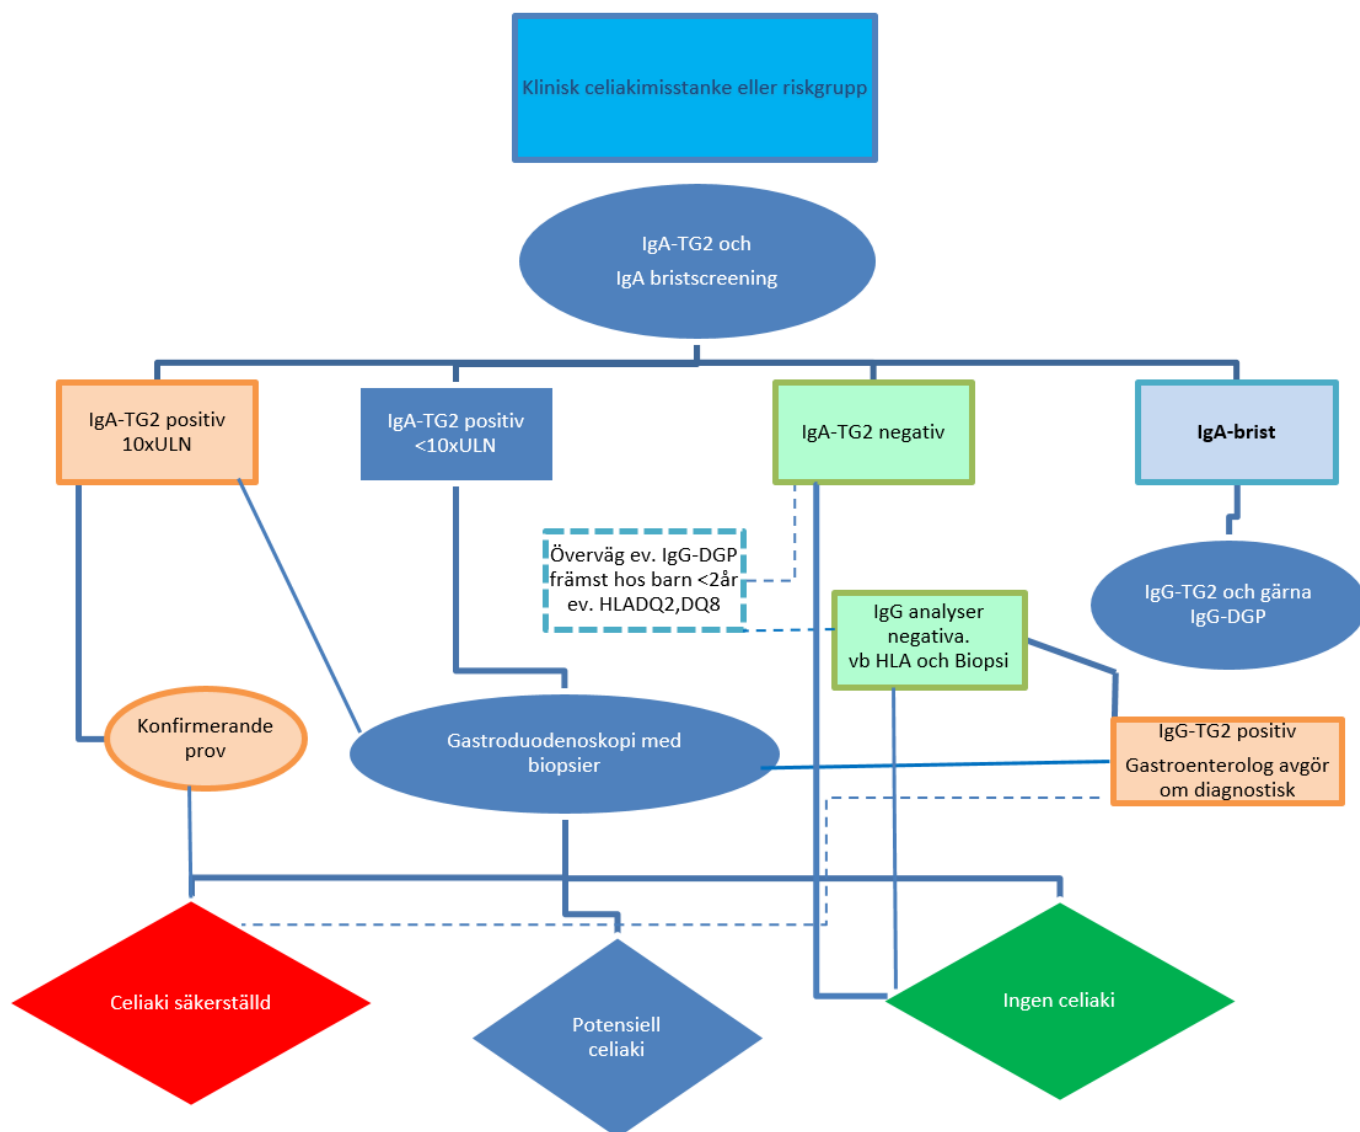 Klinisk celiakimisstanke eller riskgrupp
IgA-TG2 och
IgA bristscreening
IgA-TG2 positiv
10xULN
IgA-TG2 positiv
<10xULN
IgA-TG2 negativ
IgA-brist
Överväg ev. IgG-DGP
främst hos barn <2år
ev. HLADQ2,DQ8
IgG analyser
negativa.
vb HLA och Biopsi
IgG-TG2 och gärna
IgG-DGP
Konfirmerande
prov
Gastroduodenoskopi med
biopsier
IgG-TG2 positiv
Gastroenterolog avgör
om diagnostisk
Celiaki säkerställd
Potensiell
celiaki
Ingen celiaki